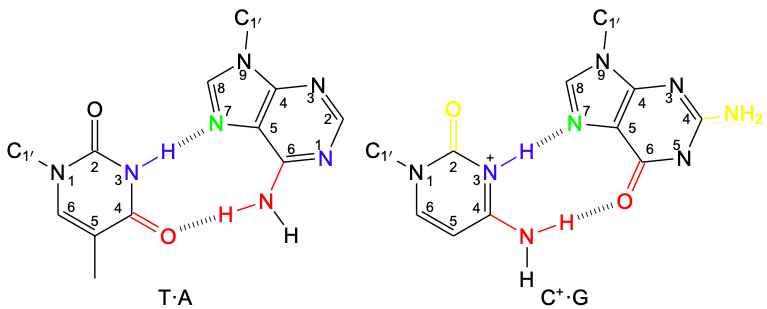 C1′
N 9
8 4 N 3
O N 7 5 2
C1′ 2 H 6 1 N
N 1 3 N
6 5 4 O H N
H
T·A
C1′
N 9
8 4 N 3
O N 7 5 4 NH2
C1′ 2 + H 6 5 N
N 1 3 N
6 5 4 N H O
H
C+·G